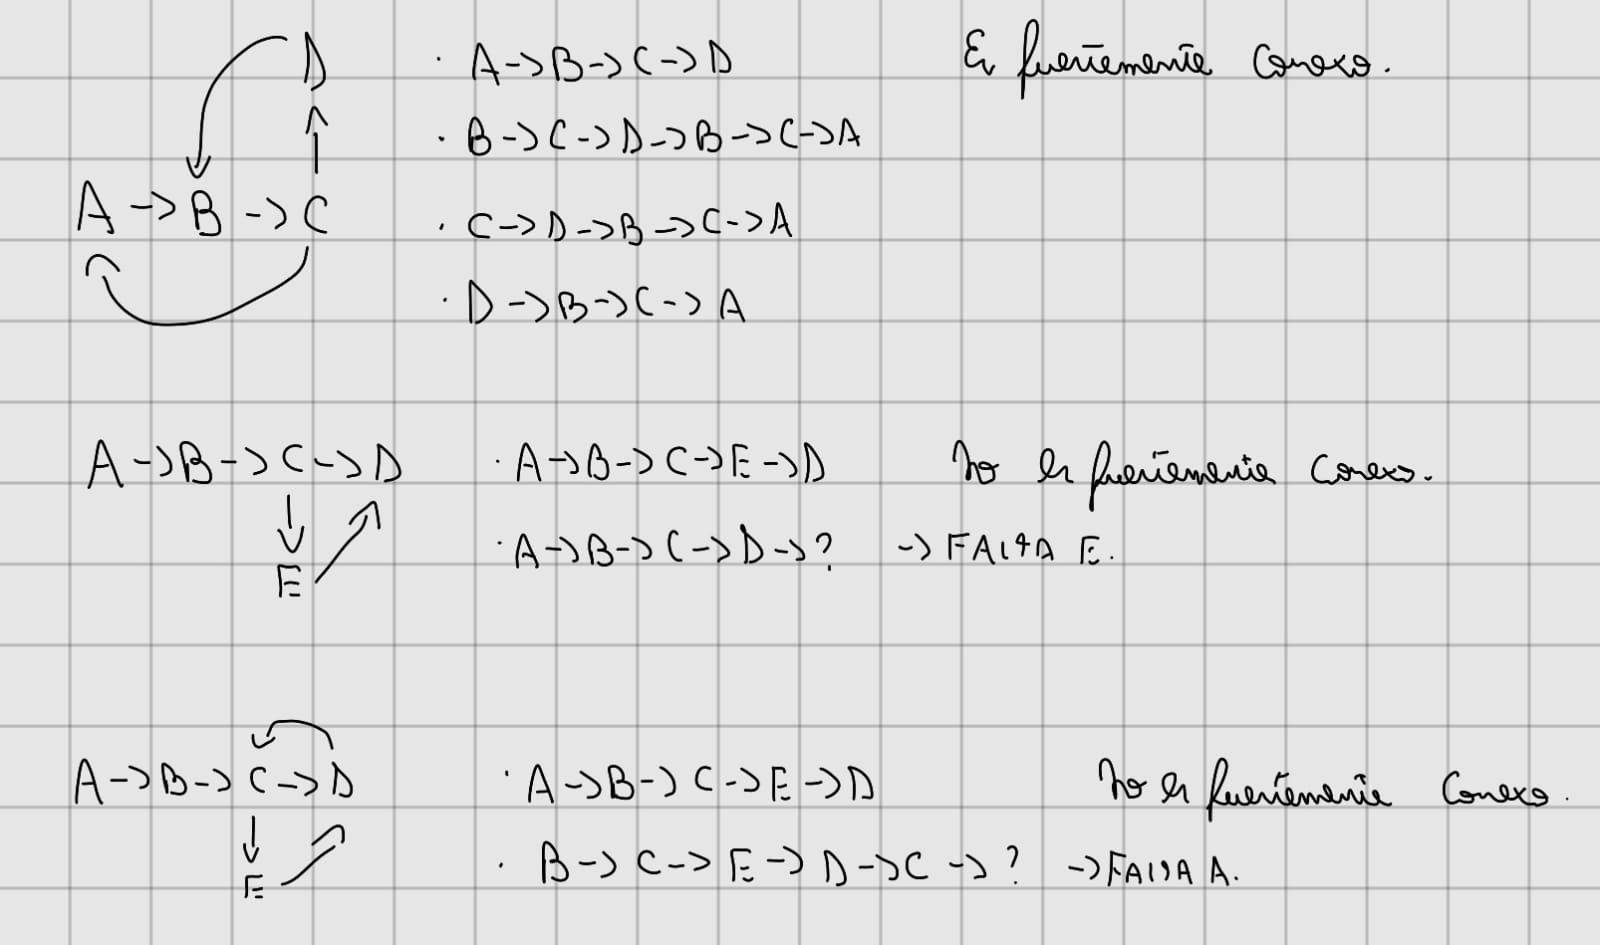 D
· A->B->C->D
Es fuertemente Conexo.
· B->C->D->B->C->A
A->B->C
· C->D->B->C->A
· D->B->C->A
A->B->C->D
· A->B->C->E->D
No es fuertemente Conexo.
· A->B->C->D->? -> FALTA E.
E
A->B->C->D
· A->B->C->E->D
No es fuertemente Conexo.
· B->C->E->D->C->? -> FALTA A.
E